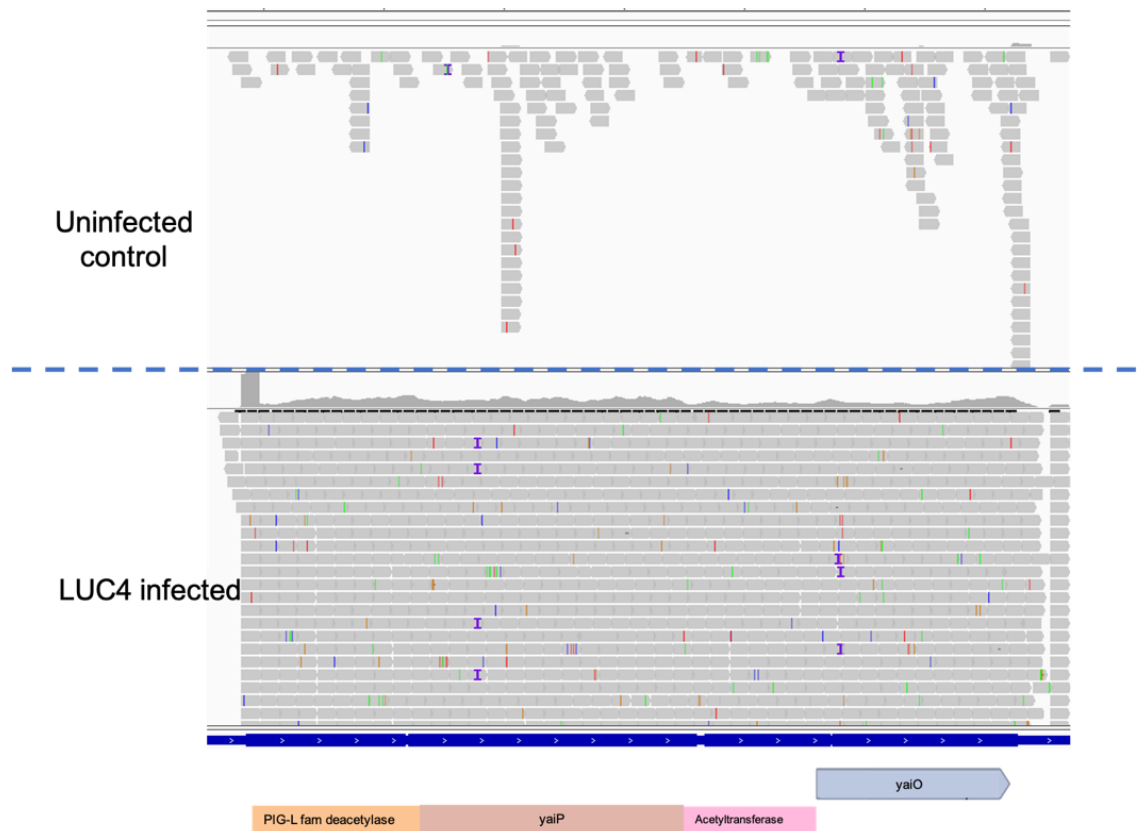 Uninfected
control
LUC4 infected
yaiO
PIG-L fam deacetylase
yaiP
Acetyltransferase